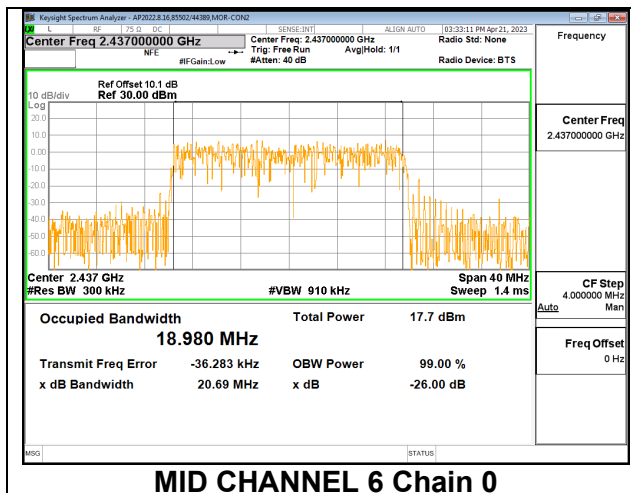 Keysight Spectrum Analyzer - AP2022.8.16,85502/44389,MOR-CON2
L RF 75 Ω DC SENSE:INT ALIGN AUTO 03:33:11 PM Apr 21, 2023
Center Freq 2.437000000 GHz Center Freq: 2.437000000 GHz Radio Std: None Frequency
NFE Trig: Free Run Avg|Hold: 1/1
#IFGain:Low #Atten: 40 dB Radio Device: BTS
Ref Offset 10.1 dB
10 dB/div Ref 30.00 dBm
Log
20.0
10.0
0.00
-10.0
-20.0
-30.0
-40.0
-50.0
-60.0
Center Freq
2.437000000 GHz
Center 2.437 GHz Span 40 MHz
#Res BW 300 kHz #VBW 910 kHz Sweep 1.4 ms
CF Step
4.000000 MHz
Auto Man
Occupied Bandwidth Total Power 17.7 dBm
18.980 MHz
Freq Offset
0 Hz
Transmit Freq Error -36.283 kHz OBW Power 99.00 %
x dB Bandwidth 20.69 MHz x dB -26.00 dB
MSG STATUS
MID CHANNEL 6 Chain 0